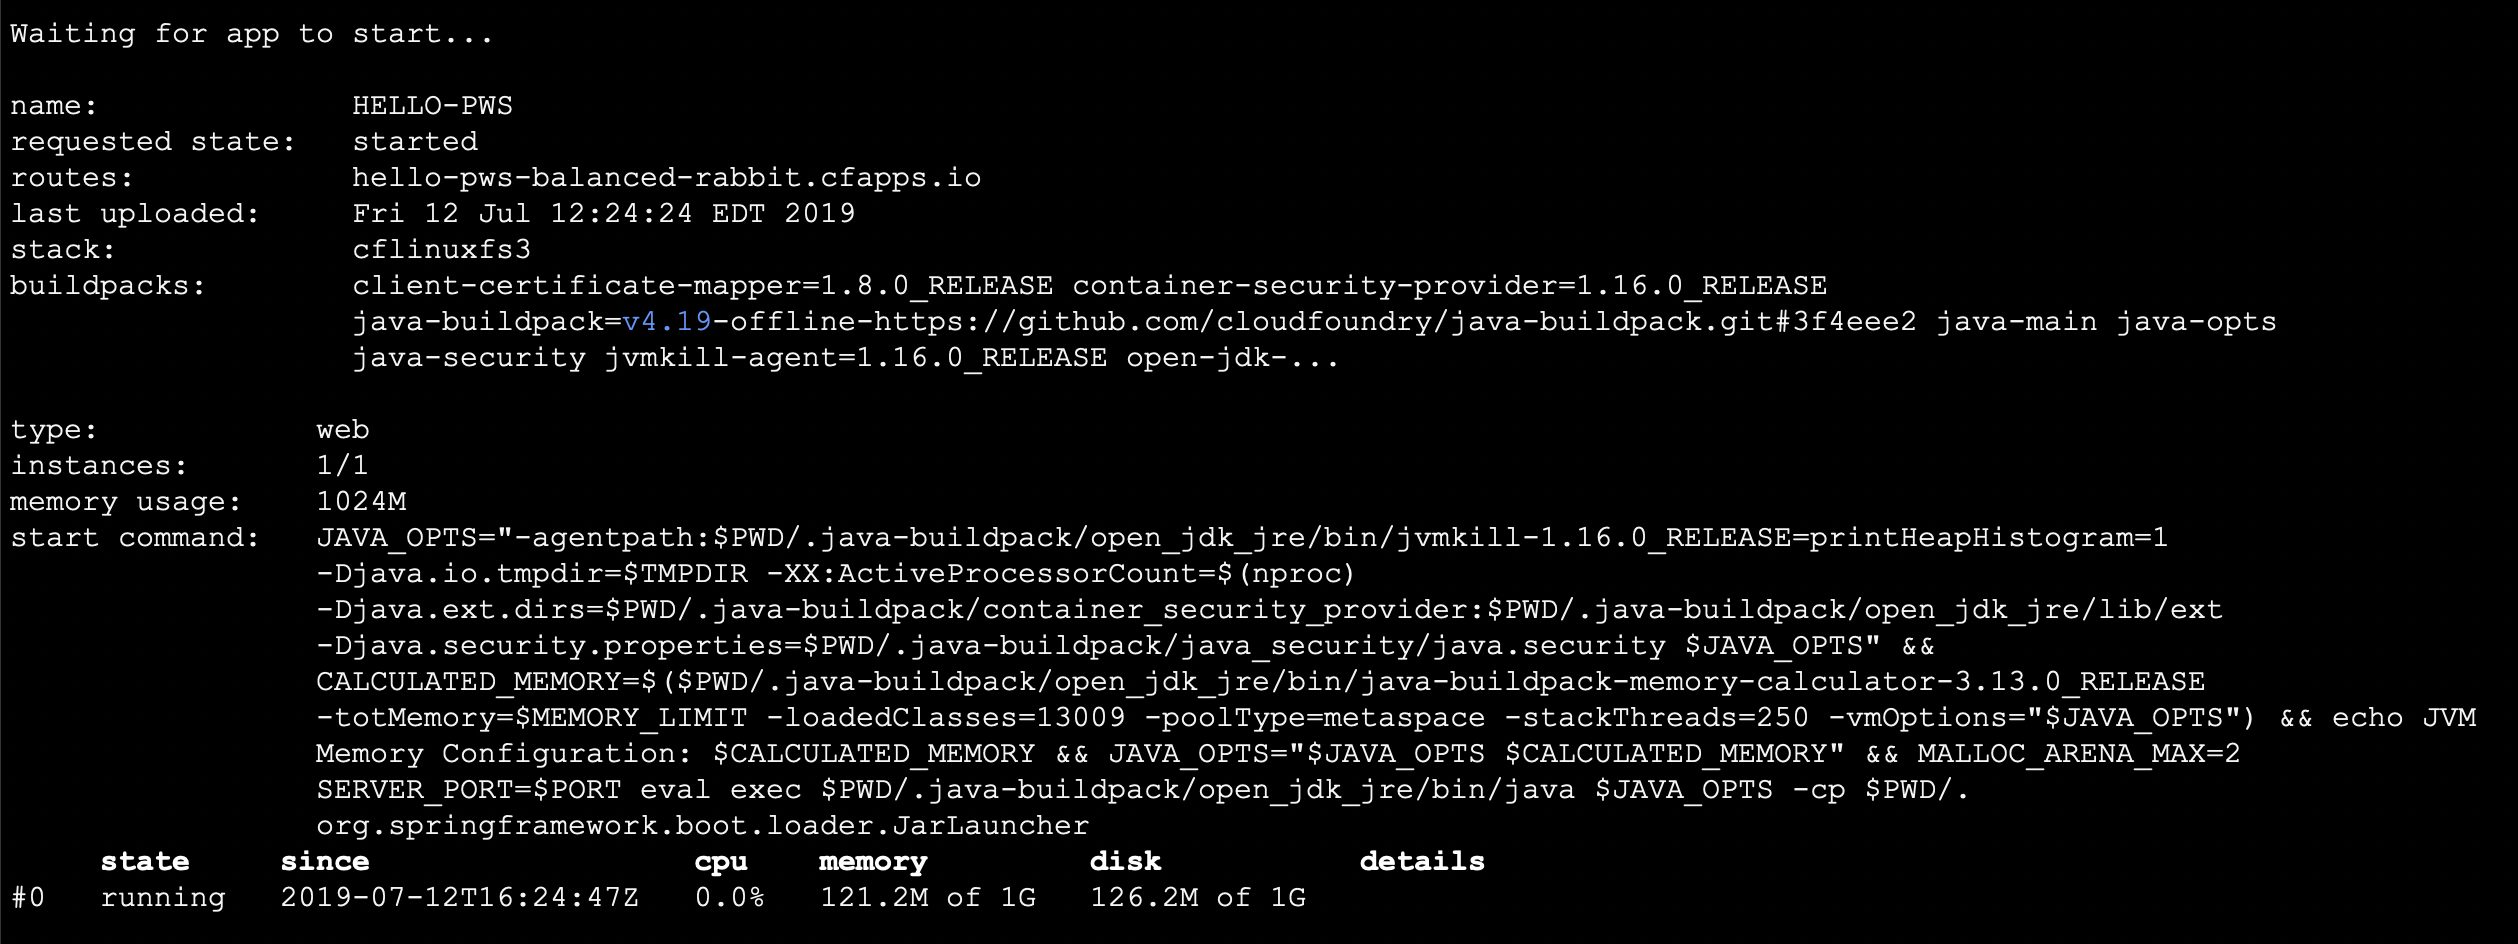 Waiting for app to start...
name: HELLO-PWS
requested state: started
routes: hello-pws-balanced-rabbit.cfapps.io
last uploaded: Fri 12 Jul 12:24:24 EDT 2019
stack: cflinuxfs3
buildpacks: client-certificate-mapper=1.8.0_RELEASE container-security-provider=1.16.0_RELEASE
java-buildpack=v4.19-offline-https://github.com/cloudfoundry/java-buildpack.git#3f4eee2 java-main java-opts
java-security jvmkill-agent=1.16.0_RELEASE open-jdk-...
type: web
instances: 1/1
memory usage: 1024M
start command: JAVA_OPTS="-agentpath:$PWD/.java-buildpack/open_jdk_jre/bin/jvmkill-1.16.0_RELEASE=printHeapHistogram=1
-Djava.io.tmpdir=$TMPDIR -XX:ActiveProcessorCount=$(nproc)
-Djava.ext.dirs=$PWD/.java-buildpack/container_security_provider:$PWD/.java-buildpack/open_jdk_jre/lib/ext
-Djava.security.properties=$PWD/.java-buildpack/java_security/java.security $JAVA_OPTS" &&
CALCULATED_MEMORY=$($PWD/.java-buildpack/open_jdk_jre/bin/java-buildpack-memory-calculator-3.13.0_RELEASE
-totMemory=$MEMORY_LIMIT -loadedClasses=13009 -poolType=metaspace -stackThreads=250 -vmOptions="$JAVA_OPTS") && echo JVM
Memory Configuration: $CALCULATED_MEMORY && JAVA_OPTS="$JAVA_OPTS $CALCULATED_MEMORY" && MALLOC_ARENA_MAX=2
SERVER_PORT=$PORT eval exec $PWD/.java-buildpack/open_jdk_jre/bin/java $JAVA_OPTS -cp $PWD/.
org.springframework.boot.loader.JarLauncher
state since cpu memory disk details
#0 running 2019-07-12T16:24:47Z 0.0% 121.2M of 1G 126.2M of 1G